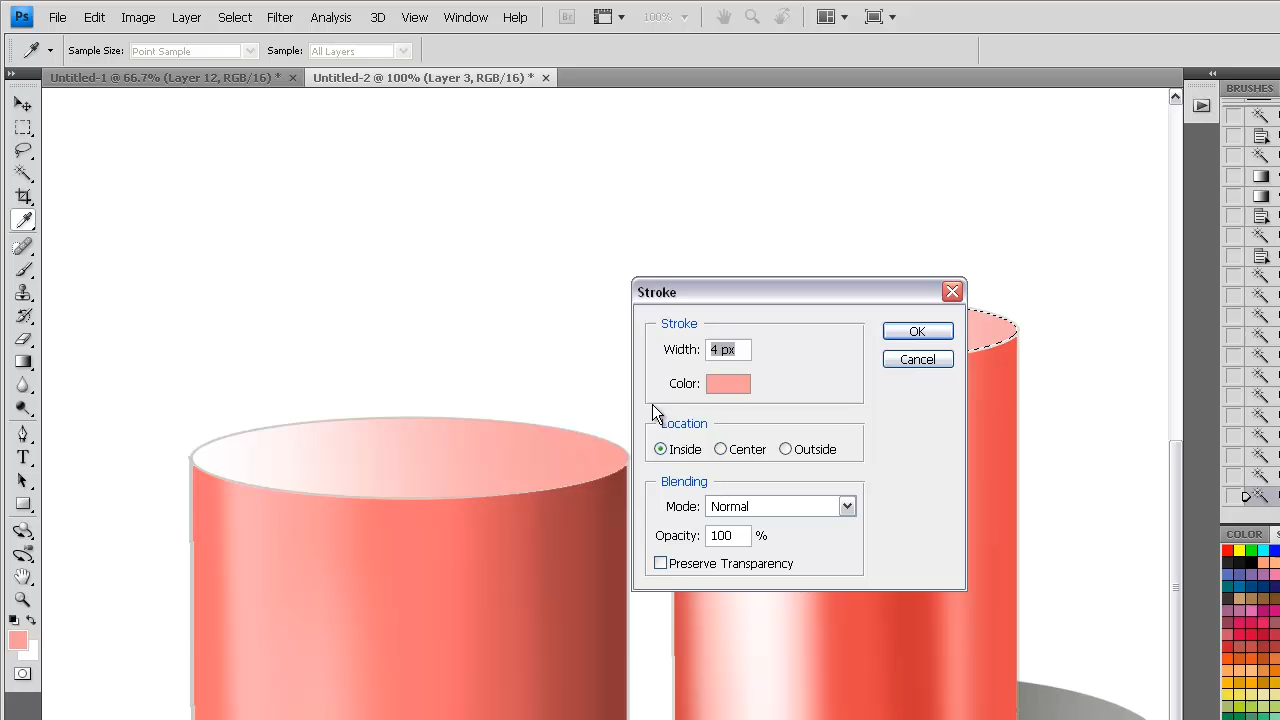 Ps File Edit Image Layer Select Filter Analysis 3D View Window Help Br 100%
Sample Size: Point Sample Sample: All Layers
Untitled-1 @ 66.7% (Layer 12, RGB/16) * × Untitled-2 @ 100% (Layer 3, RGB/16) * ×
BRUSHES
Stroke
Stroke
Width: 4 px
Color:
OK
Cancel
Location
Inside Center Outside
Blending
Mode: Normal
Opacity: 100 %
Preserve Transparency
T
COLOR